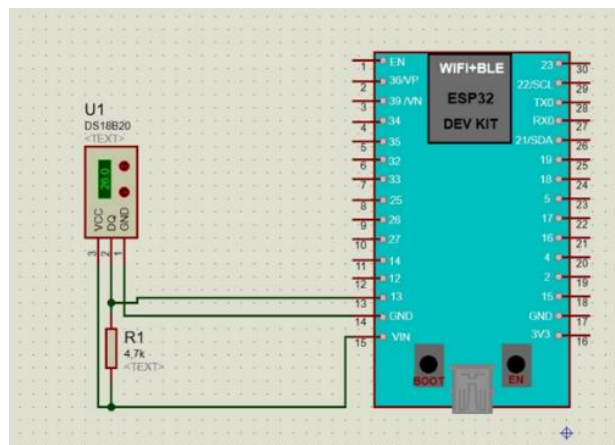 U1
DS18B20
<TEXT>
26.0
VCC
DQ
GND
3
2
1
R1
4,7k
<TEXT>
WIFI+BLE
ESP32
DEV KIT
1 EN
2 36/VP
3 39/VN
4 34
5 35
6 32
7 33
8 25
9 26
10 27
11 14
12 12
13 13
14 GND
15 VIN
23 30
22/SCL 29
TX0 28
RX0 27
21/SDA 26
19 25
18 24
5 23
17 22
16 21
4 20
2 19
15 18
GND 17
3V3 16
BOOT
EN